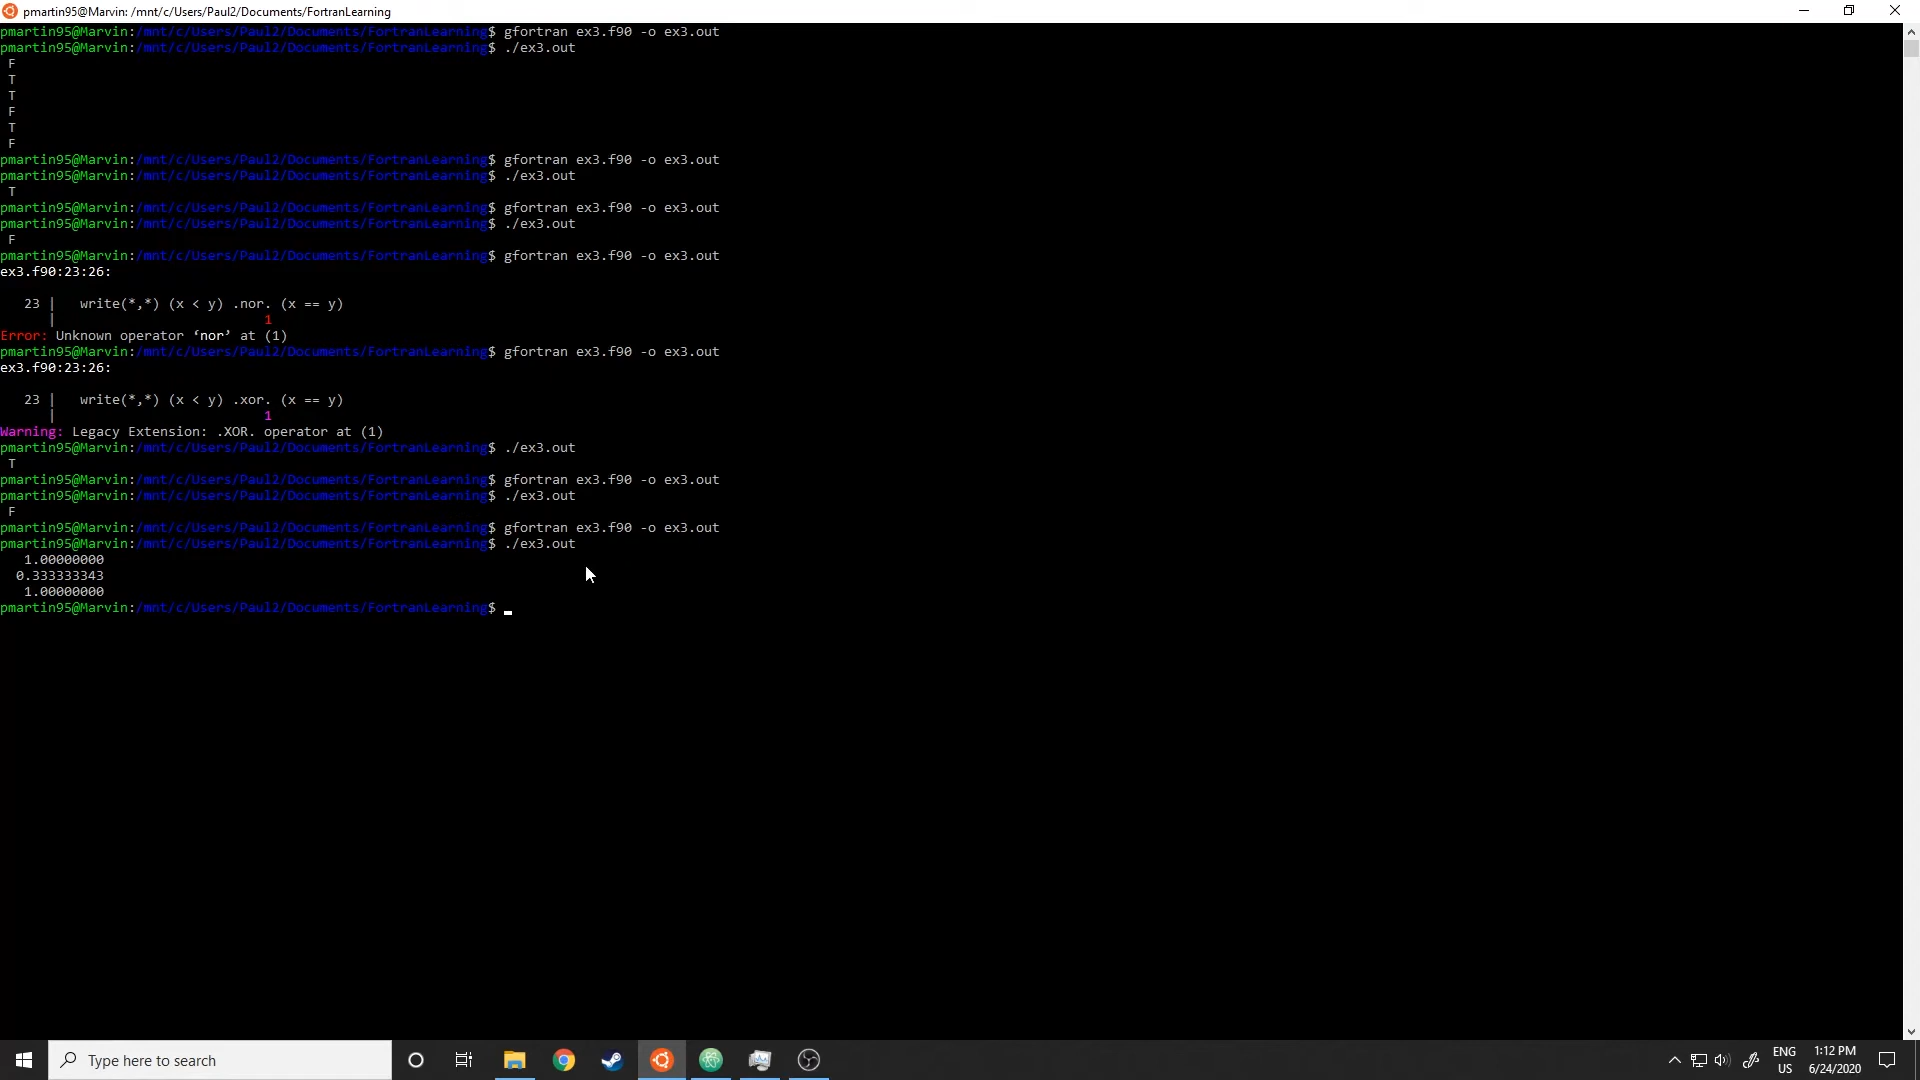 pmartin95@Marvin: /mnt/c/Users/Paul2/Documents/FortranLearning
pmartin95@Marvin:/mnt/c/Users/Paul2/Documents/FortranLearning$ gfortran ex3.f90 -o ex3.out
pmartin95@Marvin:/mnt/c/Users/Paul2/Documents/FortranLearning$ ./ex3.out
F
T
T
F
T
F
pmartin95@Marvin:/mnt/c/Users/Paul2/Documents/FortranLearning$ gfortran ex3.f90 -o ex3.out
pmartin95@Marvin:/mnt/c/Users/Paul2/Documents/FortranLearning$ ./ex3.out
T
pmartin95@Marvin:/mnt/c/Users/Paul2/Documents/FortranLearning$ gfortran ex3.f90 -o ex3.out
pmartin95@Marvin:/mnt/c/Users/Paul2/Documents/FortranLearning$ ./ex3.out
F
pmartin95@Marvin:/mnt/c/Users/Paul2/Documents/FortranLearning$ gfortran ex3.f90 -o ex3.out
ex3.f90:23:26:
23 |   write(*,*) (x < y) .nor. (x == y)
| 1
Error: Unknown operator ‘nor’ at (1)
pmartin95@Marvin:/mnt/c/Users/Paul2/Documents/FortranLearning$ gfortran ex3.f90 -o ex3.out
ex3.f90:23:26:
23 |   write(*,*) (x < y) .xor. (x == y)
| 1
Warning: Legacy Extension: .XOR. operator at (1)
pmartin95@Marvin:/mnt/c/Users/Paul2/Documents/FortranLearning$ ./ex3.out
T
pmartin95@Marvin:/mnt/c/Users/Paul2/Documents/FortranLearning$ gfortran ex3.f90 -o ex3.out
pmartin95@Marvin:/mnt/c/Users/Paul2/Documents/FortranLearning$ ./ex3.out
F
pmartin95@Marvin:/mnt/c/Users/Paul2/Documents/FortranLearning$ gfortran ex3.f90 -o ex3.out
pmartin95@Marvin:/mnt/c/Users/Paul2/Documents/FortranLearning$ ./ex3.out
1.00000000
0.333333343
1.00000000
pmartin95@Marvin:/mnt/c/Users/Paul2/Documents/FortranLearning$
Type here to search
ENG
US
1:12 PM
6/24/2020